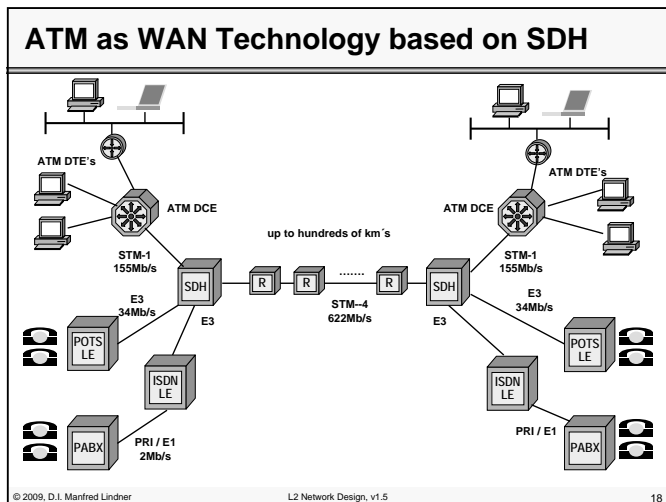 ATM as WAN Technology based on SDH
ATM DTE's
ATM DTE's
ATM DCE
ATM DCE
up to hundreds of km´s
STM-1
155Mb/s
STM-1
155Mb/s
SDH
R
R
.......
R
SDH
STM--4
622Mb/s
E3
34Mb/s
E3
E3
E3
34Mb/s
POTS
LE
POTS
LE
ISDN
LE
ISDN
LE
PRI / E1
2Mb/s
PRI / E1
PABX
PABX
© 2009, D.I. Manfred Lindner
L2 Network Design, v1.5
18